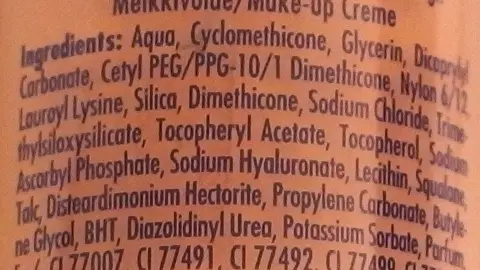 Meikkivoide/Make-up Creme
Ingredients: Aqua, Cyclomethicone, Glycerin, Dicaprylyl
Carbonate, Cetyl PEG/PPG-10/1 Dimethicone, Nylon 6/12,
Lauroyl Lysine, Silica, Dimethicone, Sodium Chloride, Trime-
thylsiloxysilicate, Tocopheryl Acetate, Tocopherol, Sodium
Ascorbyl Phosphate, Sodium Hyaluronate, Lecithin, Squalane,
Talc, Disteardimonium Hectorite, Propylene Carbonate, Butyle-
ne Glycol, BHT, Diazolidinyl Urea, Potassium Sorbate, Parfum,
CI 77007, CI 77491, CI 77492, CI 77499, CI